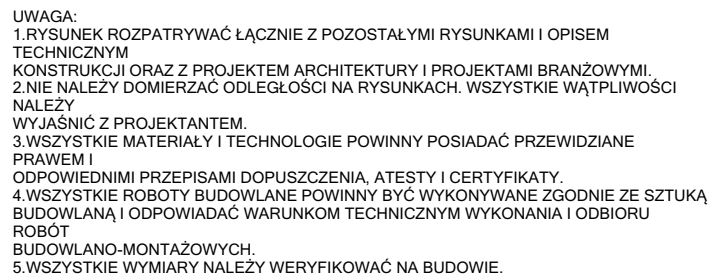 UWAGA:
1.RYSUNEK ROZPATRYWAĆ ŁĄCZNIE Z POZOSTAŁYMI RYSUNKAMI I OPISEM
TECHNICZNYM
KONSTRUKCJI ORAZ Z PROJEKTEM ARCHITEKTURY I PROJEKTAMI BRANŻOWYMI.
2.NIE NALEŻY DOMIERZAĆ ODLEGŁOŚCI NA RYSUNKACH. WSZYSTKIE WĄTPLIWOŚCI
NALEŻY
WYJAŚNIĆ Z PROJEKTANTEM.
3.WSZYSTKIE MATERIAŁY I TECHNOLOGIE POWINNY POSIADAĆ PRZEWIDZIANE
PRAWEM I
ODPOWIEDNIMI PRZEPISAMI DOPUSZCZENIA, ATESTY I CERTYFIKATY.
4.WSZYSTKIE ROBOTY BUDOWLANE POWINNY BYĆ WYKONYWANE ZGODNIE ZE SZTUKĄ
BUDOWLANĄ I ODPOWIADAĆ WARUNKOM TECHNICZNYM WYKONANIA I ODBIORU
ROBÓT
BUDOWLANO-MONTAŻOWYCH.
5.WSZYSTKIE WYMIARY NALEŻY WERYFIKOWAĆ NA BUDOWIE.